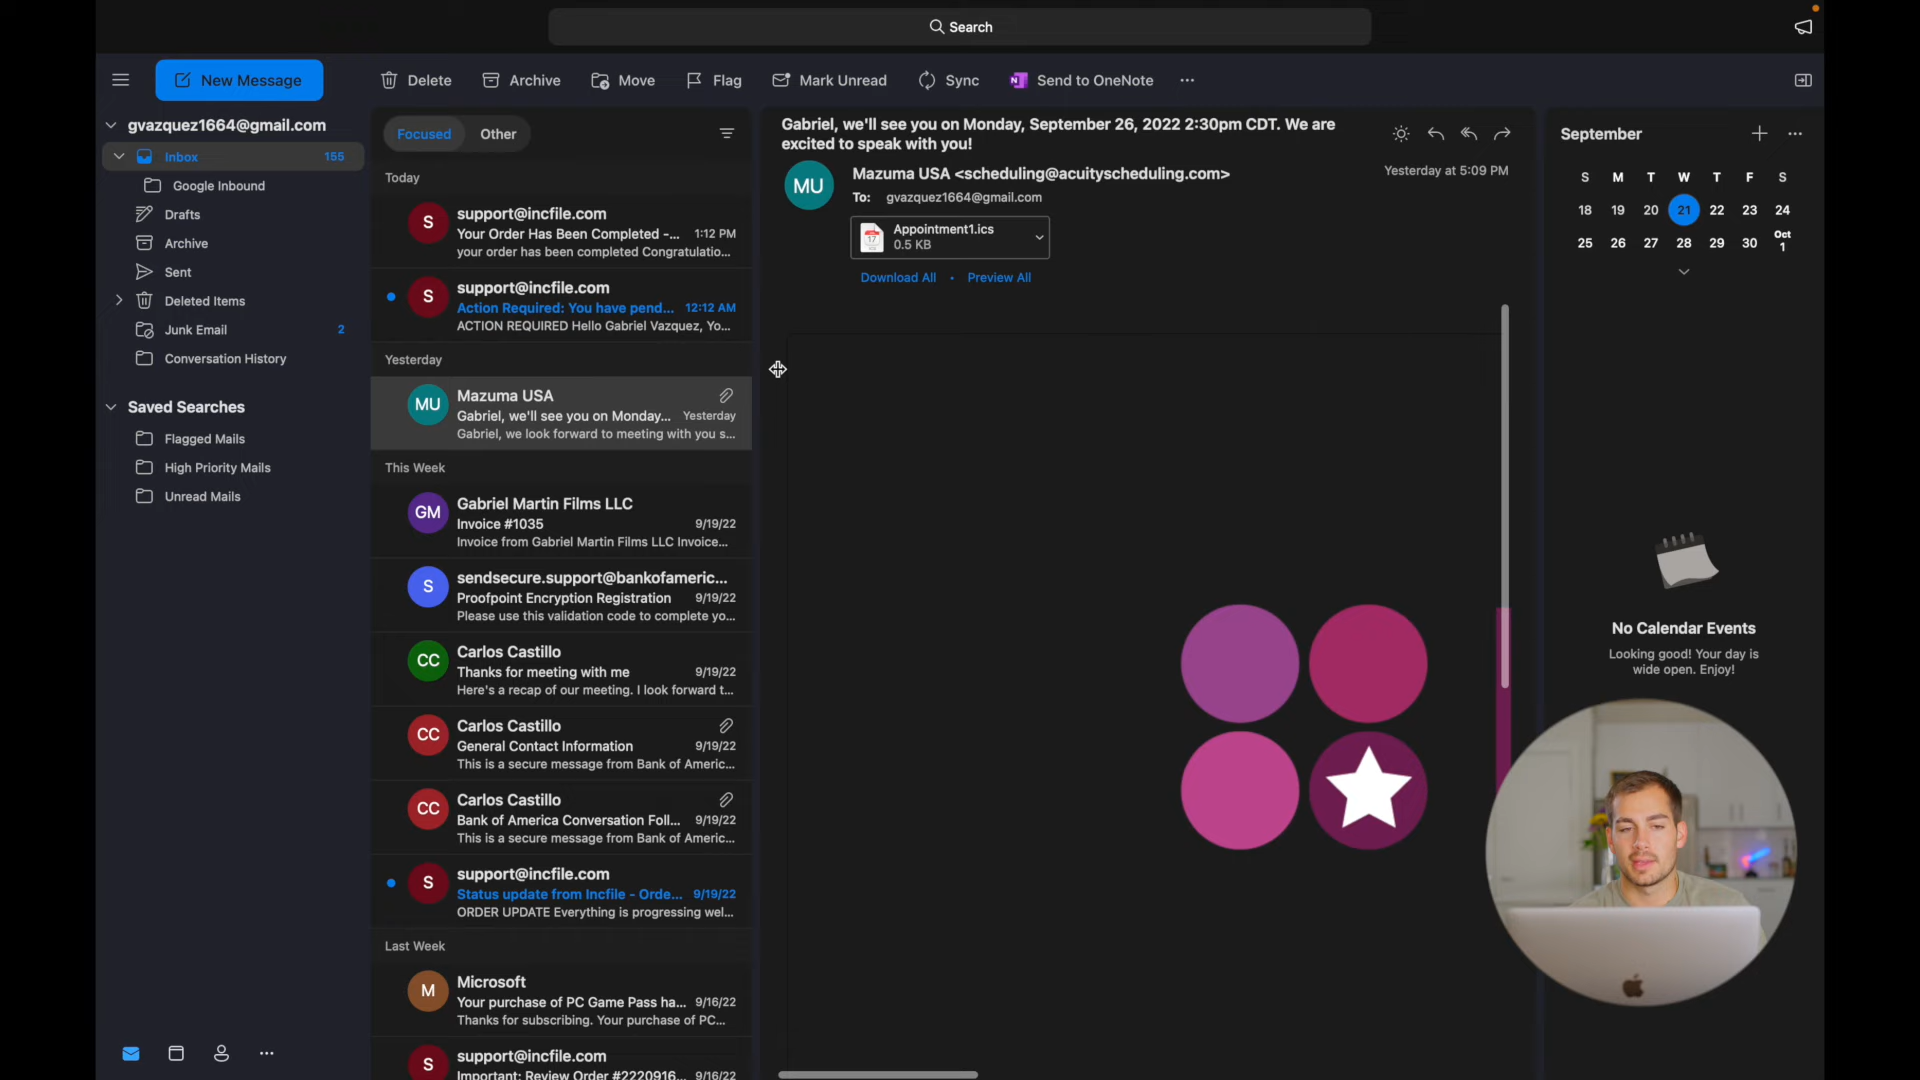 Search
New Message
Delete
Archive
Move
Flag
Mark Unread
Sync
Send to OneNote
gvazquez1664@gmail.com
Inbox 155
Google Inbound
Drafts
Archive
Sent
Deleted Items
Junk Email 2
Conversation History
Saved Searches
Flagged Mails
High Priority Mails
Unread Mails
Focused Other
Today
S
support@incfile.com
Your Order Has Been Completed -... 1:12 PM
your order has been completed Congratulatio...
S
support@incfile.com
Action Required: You have pend... 12:12 AM
ACTION REQUIRED Hello Gabriel Vazquez, Yo...
Yesterday
MU
Mazuma USA
Gabriel, we'll see you on Monday... Yesterday
Gabriel, we look forward to meeting with you s...
This Week
GM
Gabriel Martin Films LLC
Invoice #1035 9/19/22
Invoice from Gabriel Martin Films LLC Invoice...
S
sendsecure.support@bankofameric...
Proofpoint Encryption Registration 9/19/22
Please use this validation code to complete yo...
CC
Carlos Castillo
Thanks for meeting with me 9/19/22
Here's a recap of our meeting. I look forward t...
CC
Carlos Castillo
General Contact Information 9/19/22
This is a secure message from Bank of Americ...
CC
Carlos Castillo
Bank of America Conversation Foll... 9/19/22
This is a secure message from Bank of Americ...
S
support@incfile.com
Status update from Incfile - Orde... 9/19/22
ORDER UPDATE Everything is progressing wel...
Last Week
M
Microsoft
Your purchase of PC Game Pass ha... 9/16/22
Thanks for subscribing. Your purchase of PC...
S
support@incfile.com
Important: Review Order #2220916... 9/16/22
Gabriel, we'll see you on Monday, September 26, 2022 2:30pm CDT. We are
excited to speak with you!
MU
Mazuma USA <scheduling@acuityscheduling.com>
Yesterday at 5:09 PM
To: gvazquez1664@gmail.com
17
Appointment1.ics
0.5 KB
Download All • Preview All
September
S M T W T F S
18 19 20 21 22 23 24
25 26 27 28 29 30 Oct 1
No Calendar Events
Looking good! Your day is
wide open. Enjoy!